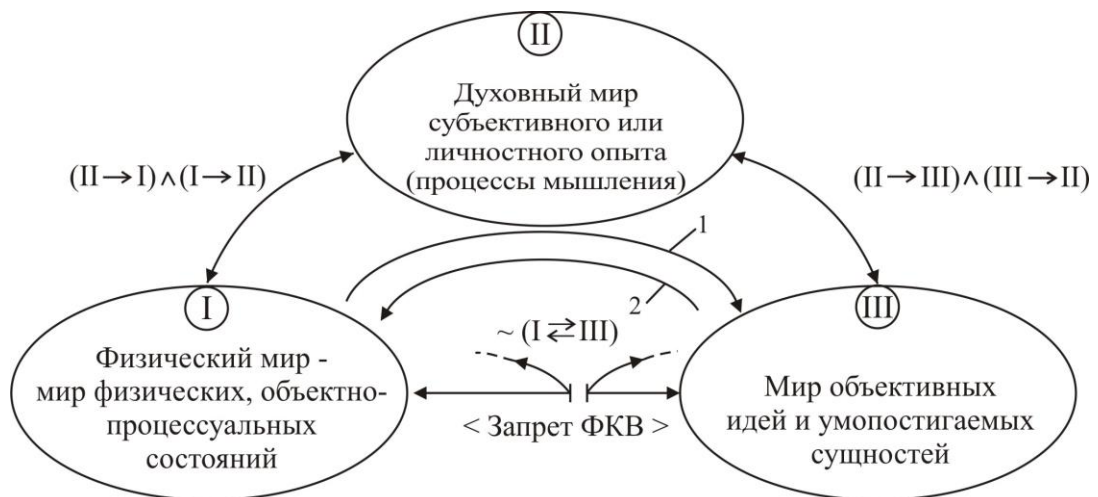 II
Духовный мир
субъективного или
личностного опыта
(процессы мышления)
(II→I)∧(I→II)
(II→III)∧(III→II)
1
2
~ (I⇄III)
I
Физический мир -
мир физических, объектно-
процессуальных
состояний
< Запрет ФКВ >
III
Мир объективных
идей и умопостигаемых
сущностей